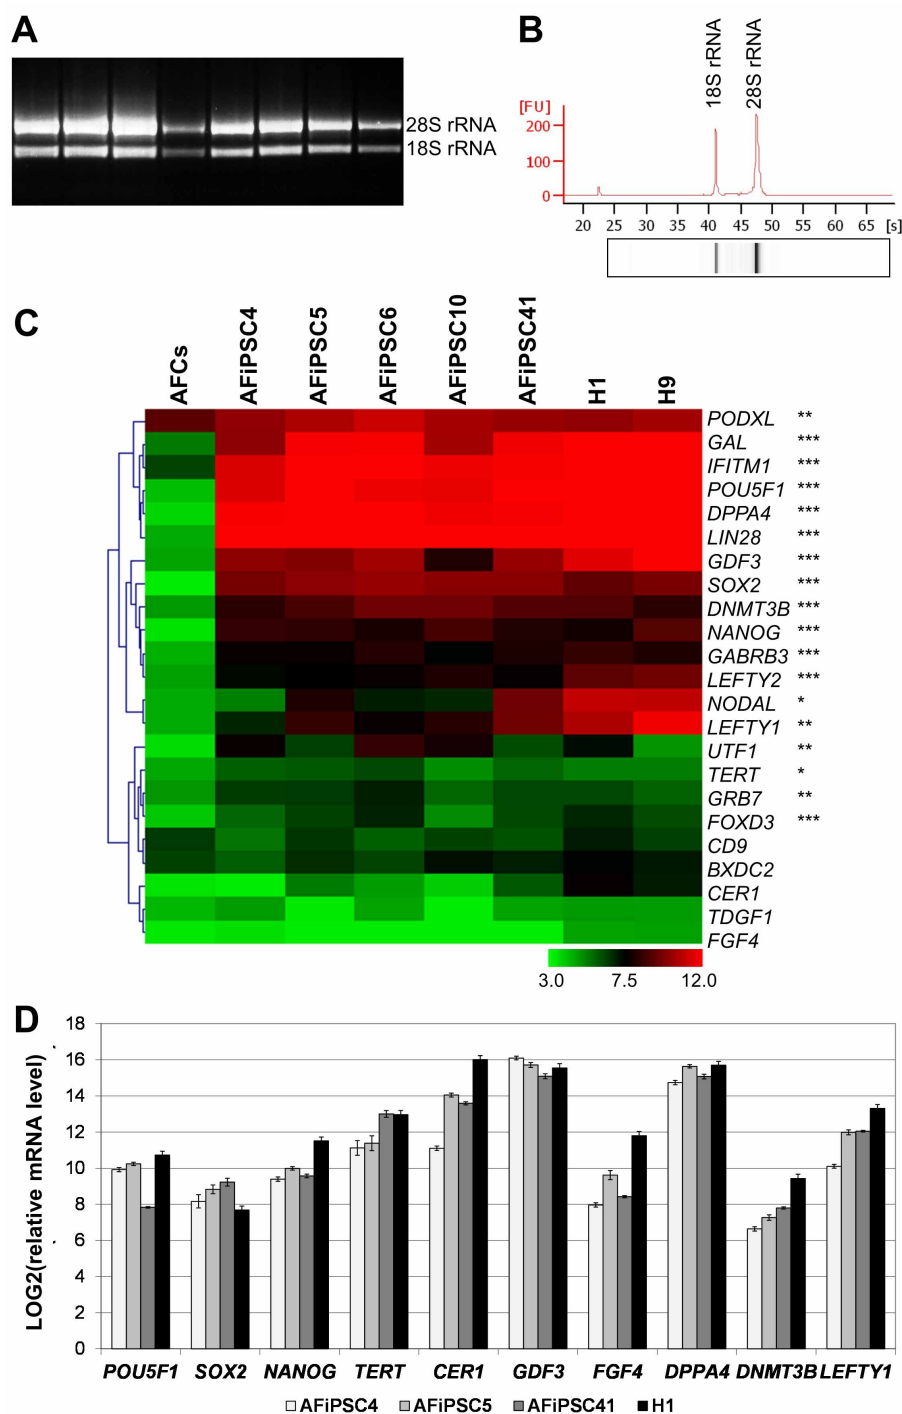 A
28S rRNA
18S rRNA
B
18S rRNA
28S rRNA
[FU]
200
100
0
20 25 30 35 40 45 50 55 60 65 [s]
C
AFCs
AFiPSC4
AFiPSC5
AFiPSC6
AFiPSC10
AFiPSC41
H1
H9
PODXL **
GAL ***
IFITM1 ***
POU5F1 ***
DPPA4 ***
LIN28 ***
GDF3 ***
SOX2 ***
DNMT3B ***
NANOG ***
GABRB3 ***
LEFTY2 ***
NODAL *
LEFTY1 **
UTF1 **
TERT *
GRB7 **
FOXD3 ***
CD9
BXDC2
CER1
TDGF1
FGF4
3.0 7.5 12.0
D
LOG2(relative mRNA level)
18
16
14
12
10
8
6
4
2
0
POU5F1 SOX2 NANOG TERT CER1 GDF3 FGF4 DPPA4 DNMT3B LEFTY1
AFiPSC4 AFiPSC5 AFiPSC41 H1